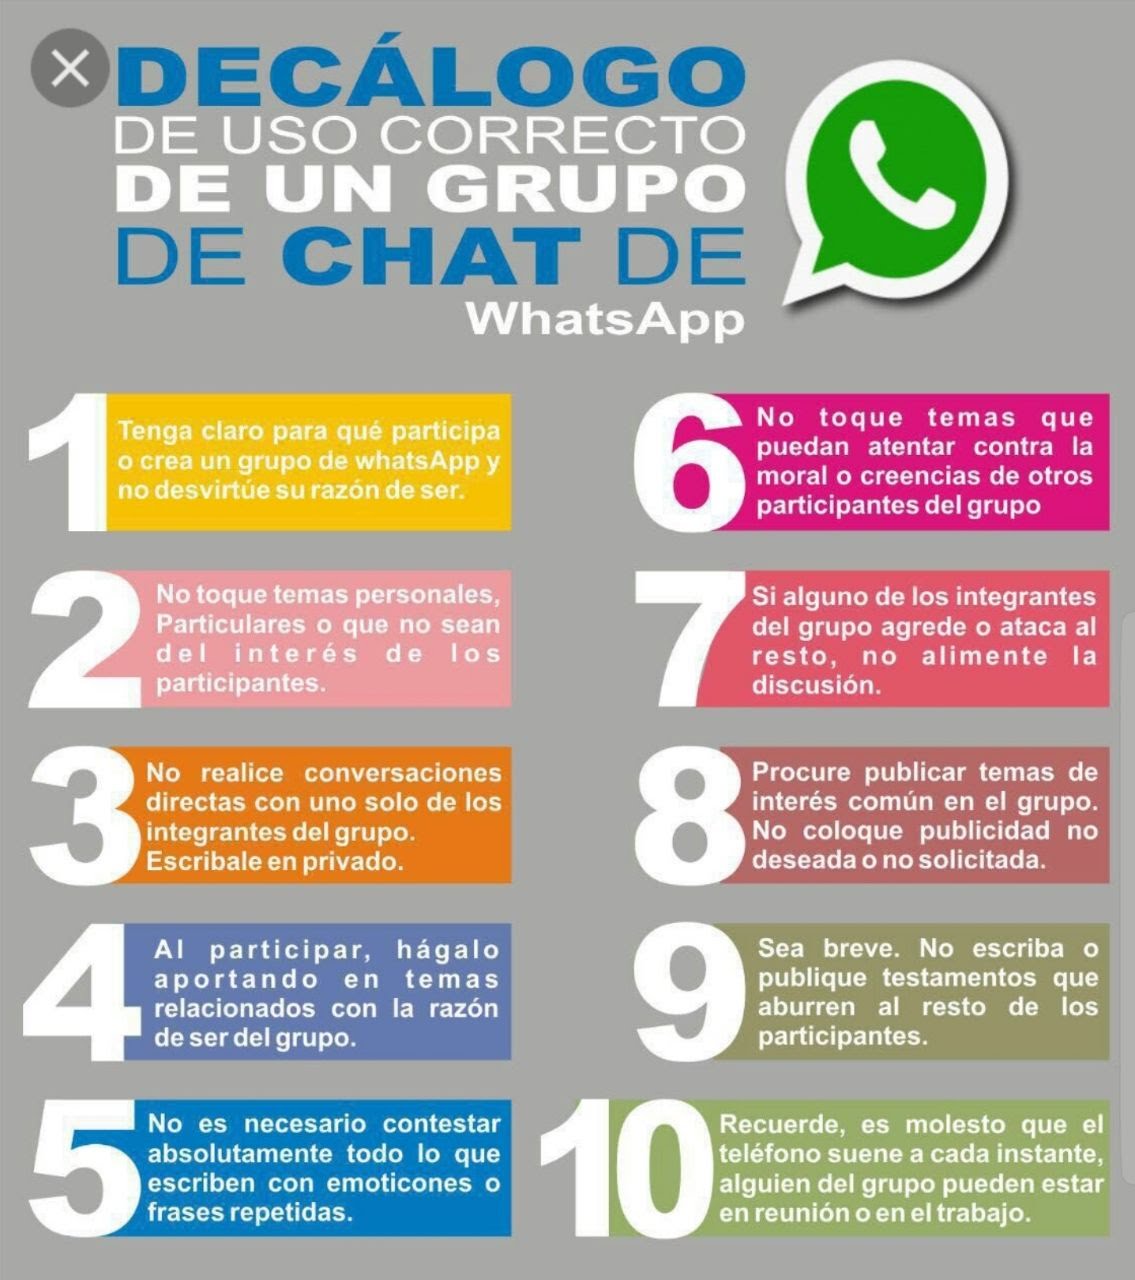 DECÁLOGO
DE USO CORRECTO
DE UN GRUPO
DE CHAT DE
WhatsApp
1
Tenga claro para qué participa
o crea un grupo de whatsApp y
no desvirtúe su razón de ser.
2
No toque temas personales,
Particulares o que no sean
del interés de los
participantes.
3
No realice conversaciones
directas con uno solo de los
integrantes del grupo.
Escribale en privado.
4
Al participar, hágalo
aportando en temas
relacionados con la razón
de ser del grupo.
5
No es necesario contestar
absolutamente todo lo que
escriben con emoticones o
frases repetidas.
6
No toque temas que
puedan atentar contra la
moral o creencias de otros
participantes del grupo
7
Si alguno de los integrantes
del grupo agrede o ataca al
resto, no alimente la
discusión.
8
Procure publicar temas de
interés común en el grupo.
No coloque publicidad no
deseada o no solicitada.
9
Sea breve. No escriba o
publique testamentos que
aburren al resto de los
participantes.
10
Recuerde, es molesto que el
teléfono suene a cada instante,
alguien del grupo pueden estar
en reunión o en el trabajo.